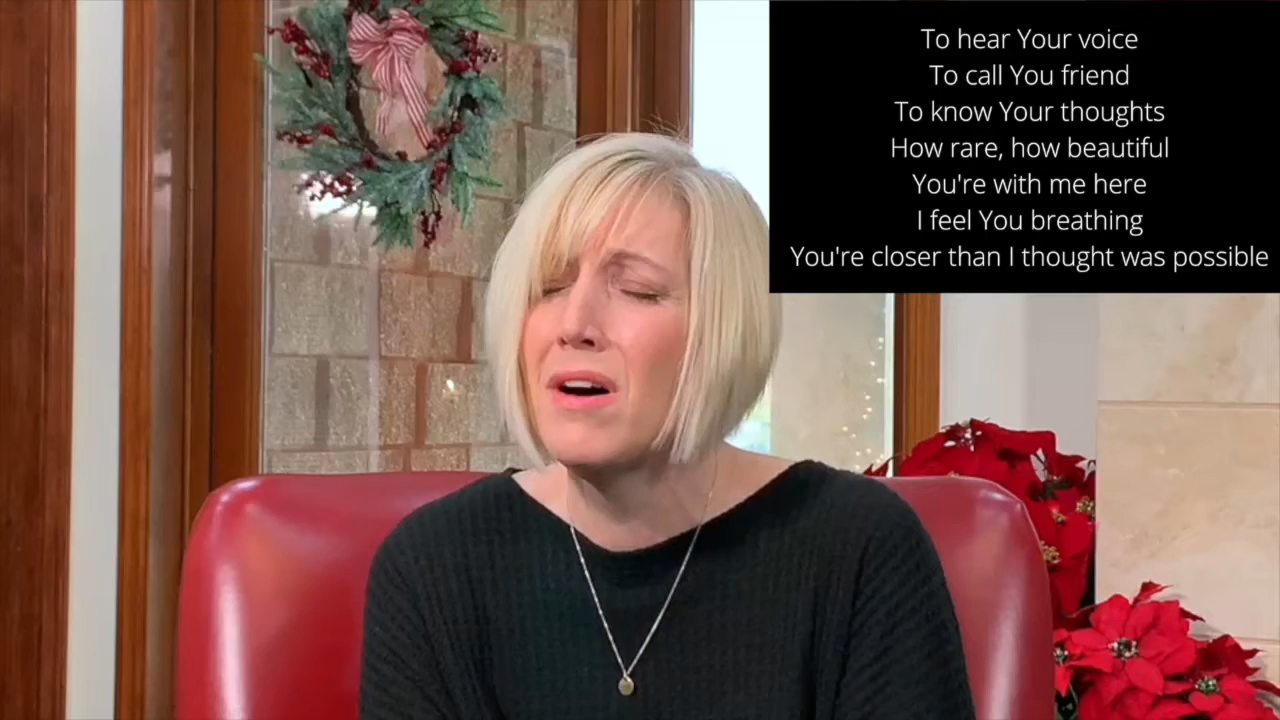 To hear Your voice
To call You friend
To know Your thoughts
How rare, how beautiful
You're with me here
I feel You breathing
You're closer than I thought was possible